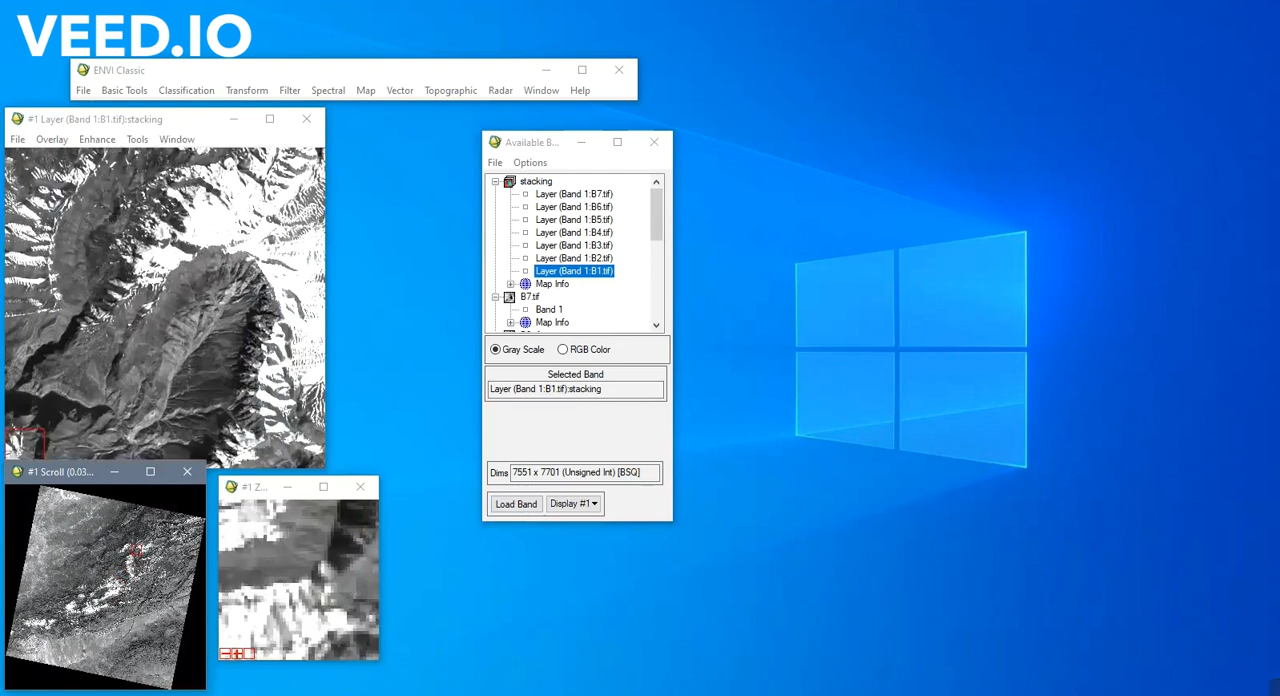 VEED.IO
ENVI Classic
File Basic Tools Classification Transform Filter Spectral Map Vector Topographic Radar Window Help
#1 Layer (Band 1:B1.tif):stacking
File Overlay Enhance Tools Window
Available B...
File Options
stacking
Layer (Band 1:B7.tif)
Layer (Band 1:B6.tif)
Layer (Band 1:B5.tif)
Layer (Band 1:B4.tif)
Layer (Band 1:B3.tif)
Layer (Band 1:B2.tif)
Layer (Band 1:B1.tif)
Map Info
B7.tif
Band 1
Map Info
Gray Scale RGB Color
Selected Band
Layer (Band 1:B1.tif):stacking
Dims 7551 x 7701 (Unsigned Int) [BSQ]
Load Band Display #1
#1 Scroll (0.03...
#1 Z...